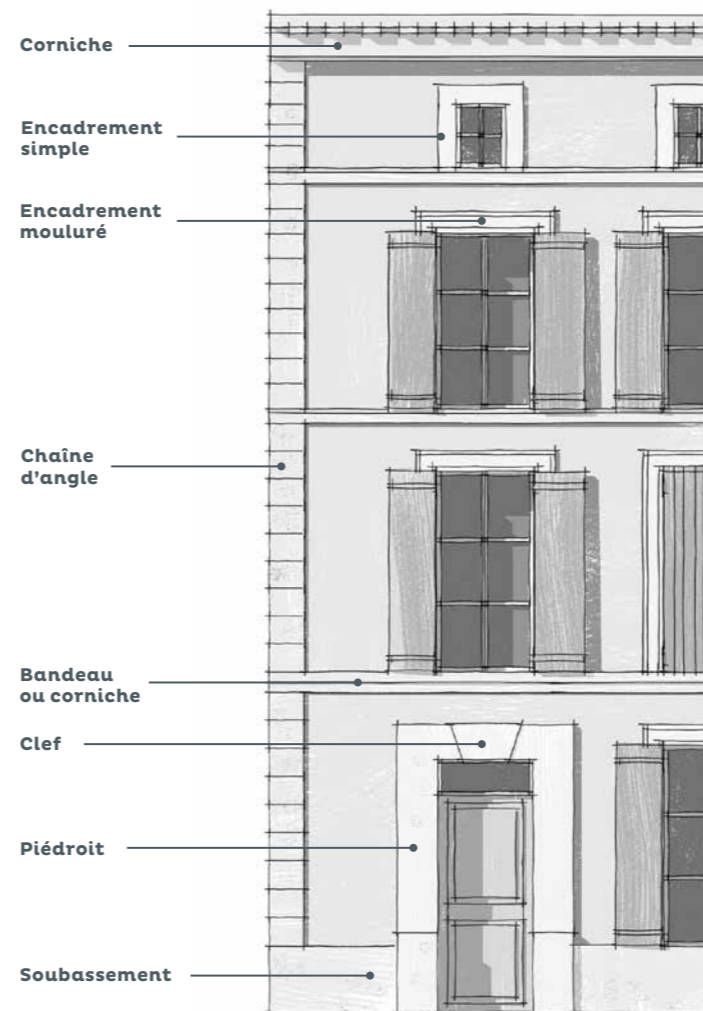 Corniche
Encadrement
simple
Encadrement
mouluré
Chaîne
d’angle
Bandeau
ou corniche
Clef
Piédroit
Soubassement